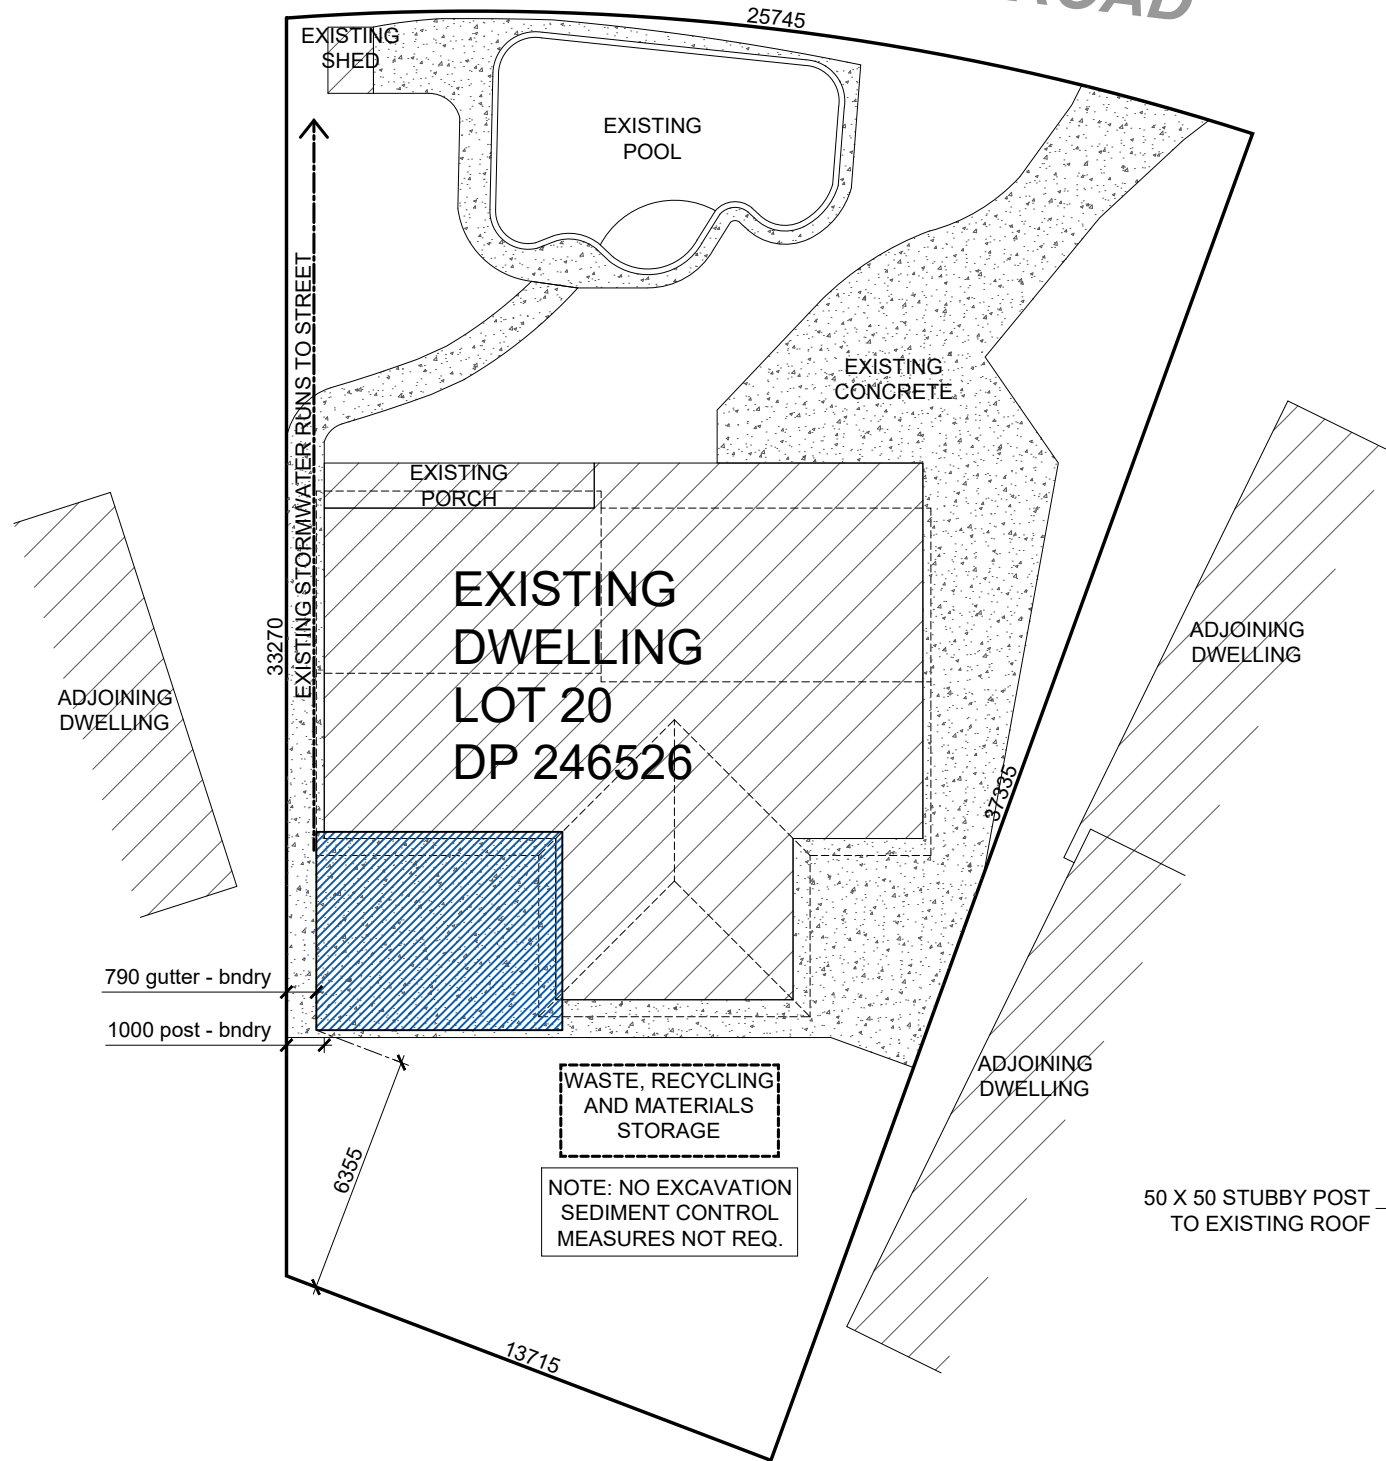 ROAD
25745
EXISTING
SHED
EXISTING
POOL
EXISTING STORMWATER RUNS TO STREET
EXISTING
CONCRETE
EXISTING
PORCH
EXISTING
DWELLING
LOT 20
DP 246526
33270
ADJOINING
DWELLING
ADJOINING
DWELLING
37335
790 gutter - bndry
1000 post - bndry
6355
WASTE, RECYCLING
AND MATERIALS
STORAGE
ADJOINING
DWELLING
NOTE: NO EXCAVATION
SEDIMENT CONTROL
MEASURES NOT REQ.
50 X 50 STUBBY POST
TO EXISTING ROOF
13715